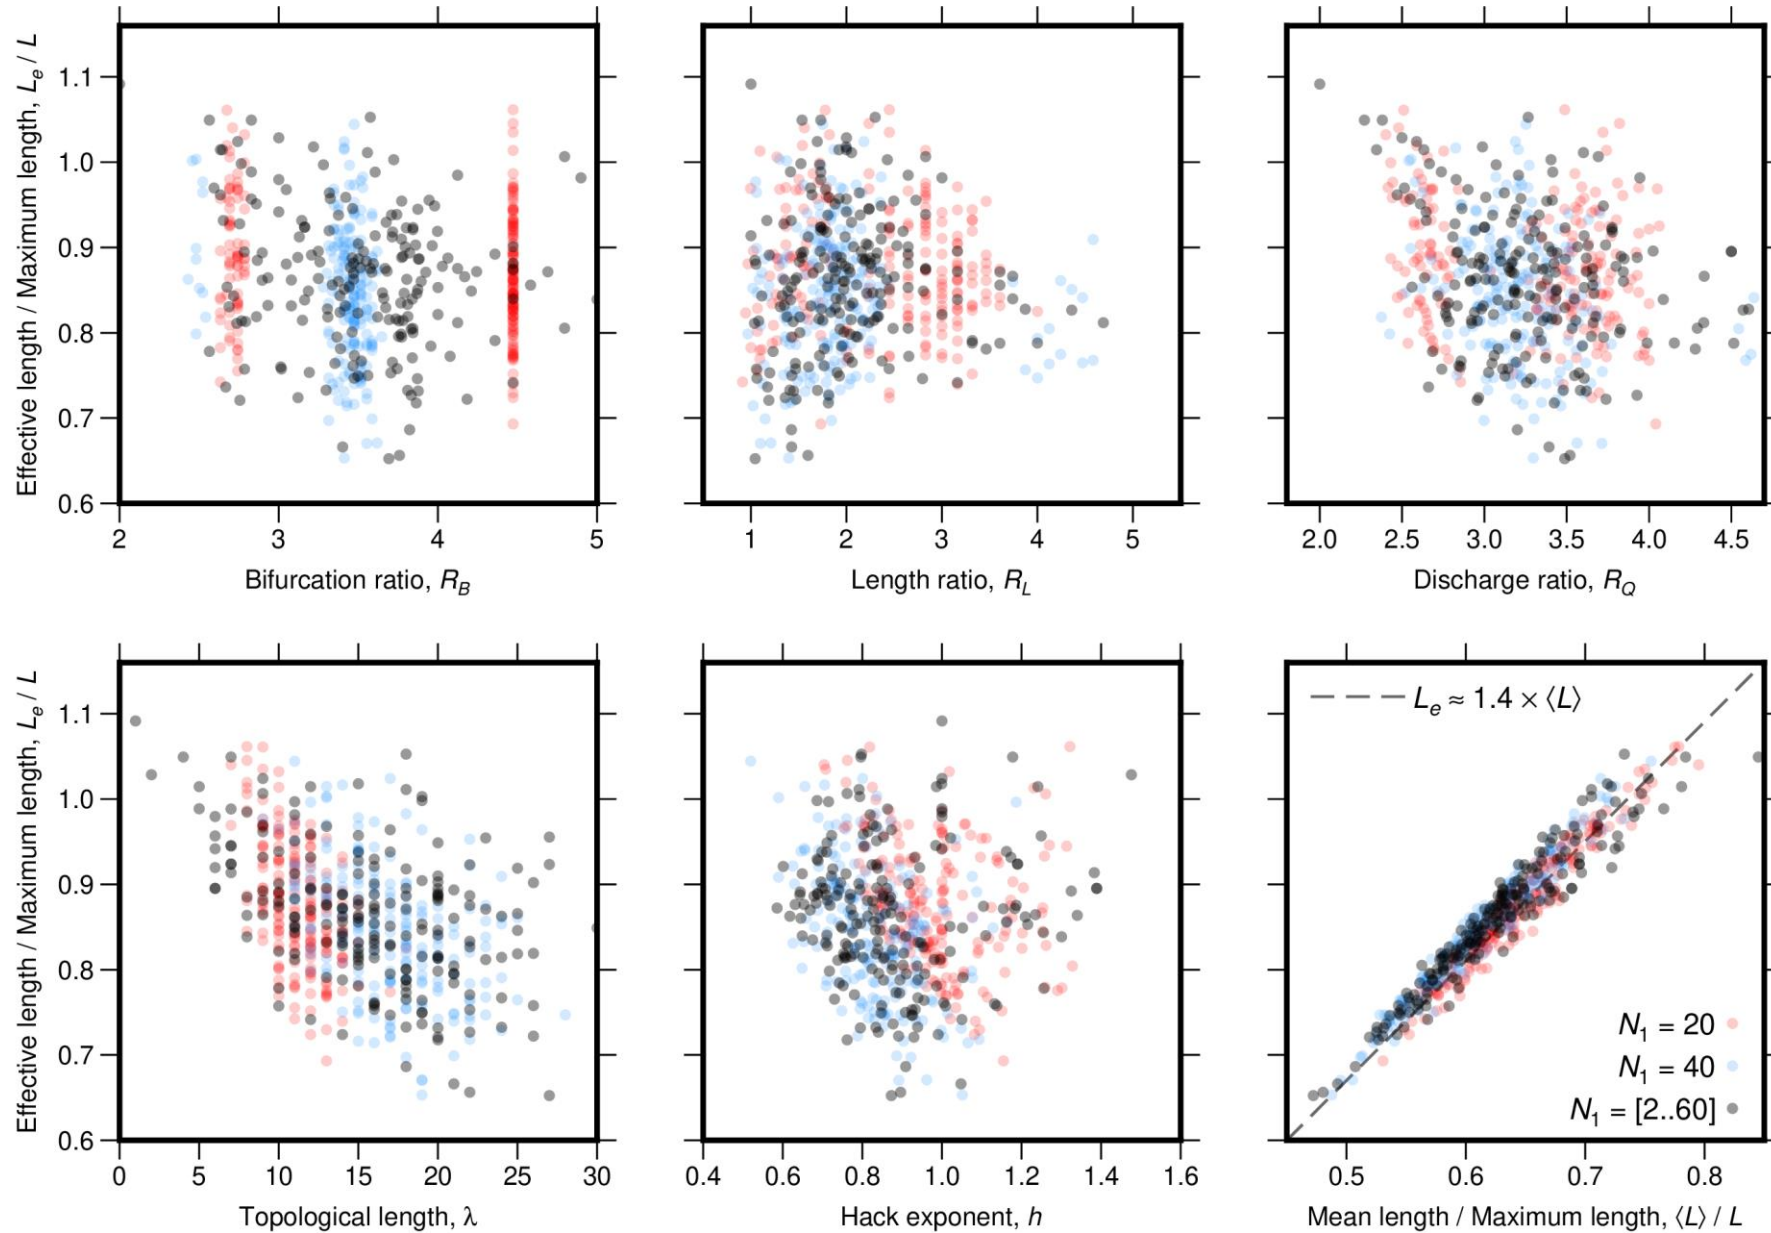 Effective length / Maximum length, Lₑ / L
1.1
1.0
0.9
0.8
0.7
0.6
2 3 4 5
Bifurcation ratio, R_B
1 2 3 4 5
Length ratio, R_L
2.0 2.5 3.0 3.5 4.0 4.5
Discharge ratio, R_Q
Effective length / Maximum length, Lₑ / L
1.1
1.0
0.9
0.8
0.7
0.6
0 5 10 15 20 25 30
Topological length, λ
0.4 0.6 0.8 1.0 1.2 1.4 1.6
Hack exponent, h
Lₑ ≈ 1.4 × ⟨L⟩
N₁ = 20
N₁ = 40
N₁ = [2..60]
0.5 0.6 0.7 0.8
Mean length / Maximum length, ⟨L⟩ / L